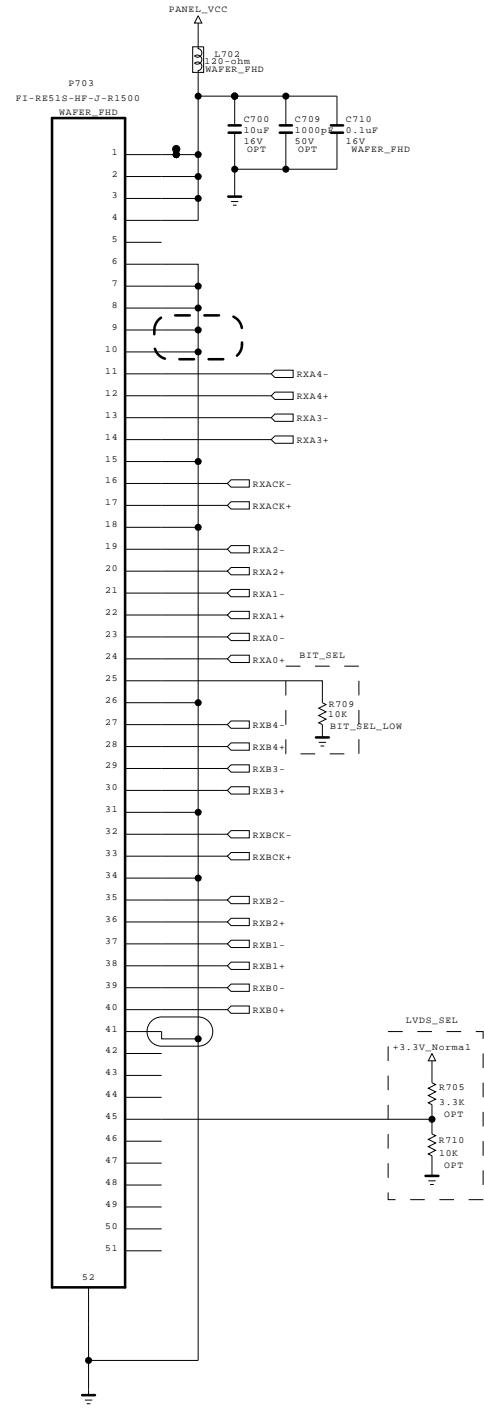 PANEL_VCC
L702
120-ohm
WAFER_FHD
P703
FI-RE51S-HF-J-R1500
WAFER_FHD
C700
10uF
16V
OPT
C709
1000pF
50V
OPT
C710
0.1uF
16V
WAFER_FHD
1
2
3
4
5
6
7
8
9
10
11 RXA4-
12 RXA4+
13 RXA3-
14 RXA3+
15
16 RXACK-
17 RXACK+
18
19 RXA2-
20 RXA2+
21 RXA1-
22 RXA1+
23 RXA0-
24 RXA0+
BIT_SEL
25
R709
10K
BIT_SEL_LOW
26
27 RXB4-
28 RXB4+
29 RXB3-
30 RXB3+
31
32 RXBCK-
33 RXBCK+
34
35 RXB2-
36 RXB2+
37 RXB1-
38 RXB1+
39 RXB0-
40 RXB0+
41
42
43
44
45
46
47
48
49
50
51
52
LVDS_SEL
+3.3V_Normal
R705
3.3K
OPT
R710
10K
OPT